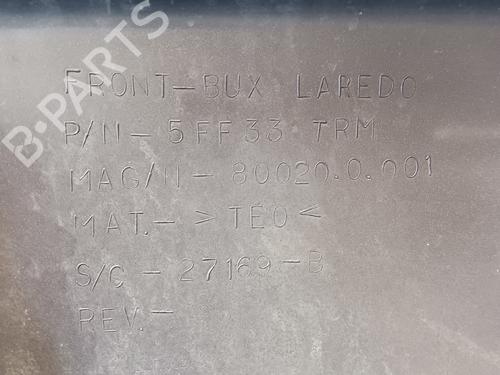 B-PARTS
FRONT-BUX LAREDO
P/N-5FF33 TRM
MAG/N-80020.0.001
MAT.- >TEO<
S/C-27169-B
REV.-